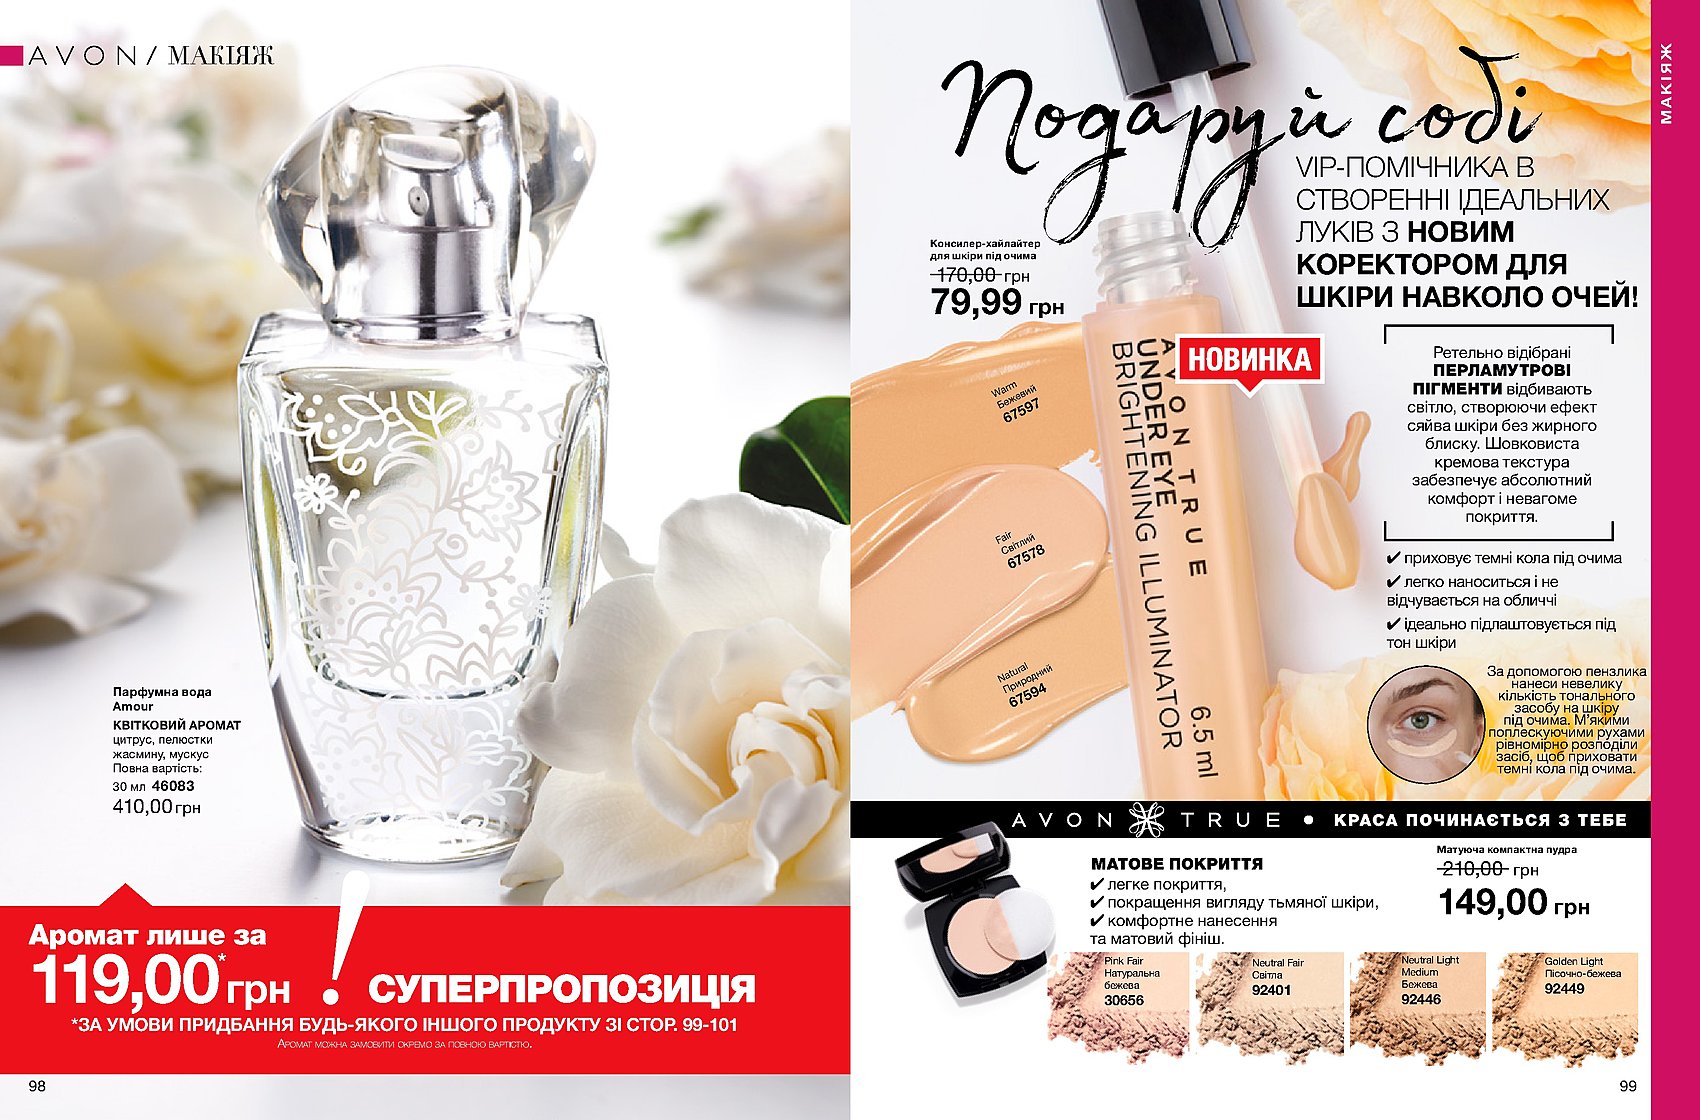 AVON / МАКІЯЖ
Парфумна вода
Amour
КВІТКОВИЙ АРОМАТ
цитрус, пелюстки
жасмину, мускус
Повна вартість:
30 мл 46083
410,00 грн
Аромат лише за
119,00* грн
! СУПЕРПРОПОЗИЦІЯ
*ЗА УМОВИ ПРИДБАННЯ БУДЬ-ЯКОГО ІНШОГО ПРОДУКТУ ЗІ СТОР. 99-101
Аромат можна замовити окремо за повною вартістю.
98
МАКІЯЖ
Подаруй собі
VIP-ПОМІЧНИКА В
СТВОРЕННІ ІДЕАЛЬНИХ
ЛУКІВ З НОВИМ
КОРЕКТОРОМ ДЛЯ
ШКІРИ НАВКОЛО ОЧЕЙ!
Консилер-хайлайтер
для шкіри під очима
170,00 грн
79,99 грн
НОВИНКА
AVON TRUE
UNDER EYE
BRIGHTENING ILLUMINATOR
6.5 ml
Warm
Бежевий
67597
Fair
Світлий
67578
Natural
Природний
67594
Ретельно відібрані
ПЕРЛАМУТРОВІ
ПІГМЕНТИ відбивають
світло, створюючи ефект
сяйва шкіри без жирного
блиску. Шовковиста
кремова текстура
забезпечує абсолютний
комфорт і невагоме
покриття.
✔ приховує темні кола під очима
✔ легко наноситься і не
відчувається на обличчі
✔ ідеально підлаштовується під
тон шкіри
За допомогою пензлика
нанеси невелику
кількість тонального
засобу на шкіру
під очима. М'якими
поплескуючими рухами
рівномірно розподіли
засіб, щоб приховати
темні кола під очима.
AVON TRUE • КРАСА ПОЧИНАЄТЬСЯ З ТЕБЕ
МАТОВЕ ПОКРИТТЯ
✔ легке покриття,
✔ покращення вигляду тьмяної шкіри,
✔ комфортне нанесення
та матовий фініш.
Матуюча компактна пудра
210,00 грн
149,00 грн
Pink Fair
Натуральна
бежева
30656
Neutral Fair
Світла
92401
Neutral Light
Medium
Бежева
92446
Golden Light
Пісочно-бежева
92449
99